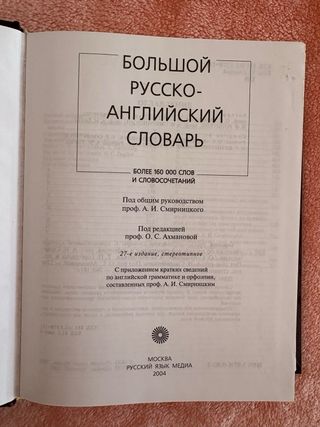 БОЛЬШОЙ
РУССКО-
АНГЛИЙСКИЙ
СЛОВАРЬ
БОЛЕЕ 160 000 СЛОВ
И СЛОВОСОЧЕТАНИЙ
Под общим руководством
проф. А. И. Смирницкого
Под редакцией
проф. О. С. Ахмановой
27-е издание, стереотипное
С приложением кратких сведений
по английской грамматике и орфоэпии,
составленных проф. А. И. Смирницким
МОСКВА
РУССКИЙ ЯЗЫК МЕДИА
2004